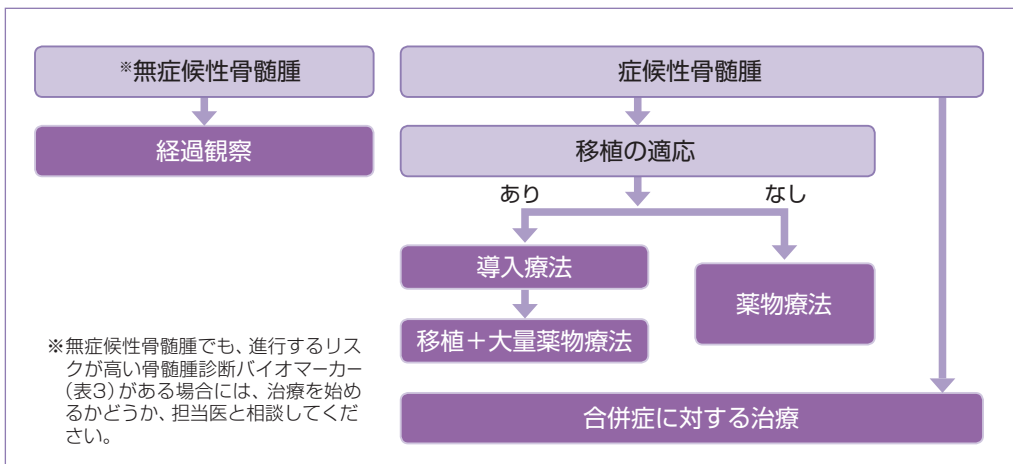 ※無症候性骨髄腫
症候性骨髄腫
経過観察
移植の適応
あり
なし
導入療法
薬物療法
移植＋大量薬物療法
※無症候性骨髄腫でも、進行するリス
クが高い骨髄腫診断バイオマーカー
（表3）がある場合には、治療を始め
るかどうか、担当医と相談してくだ
さい。
合併症に対する治療